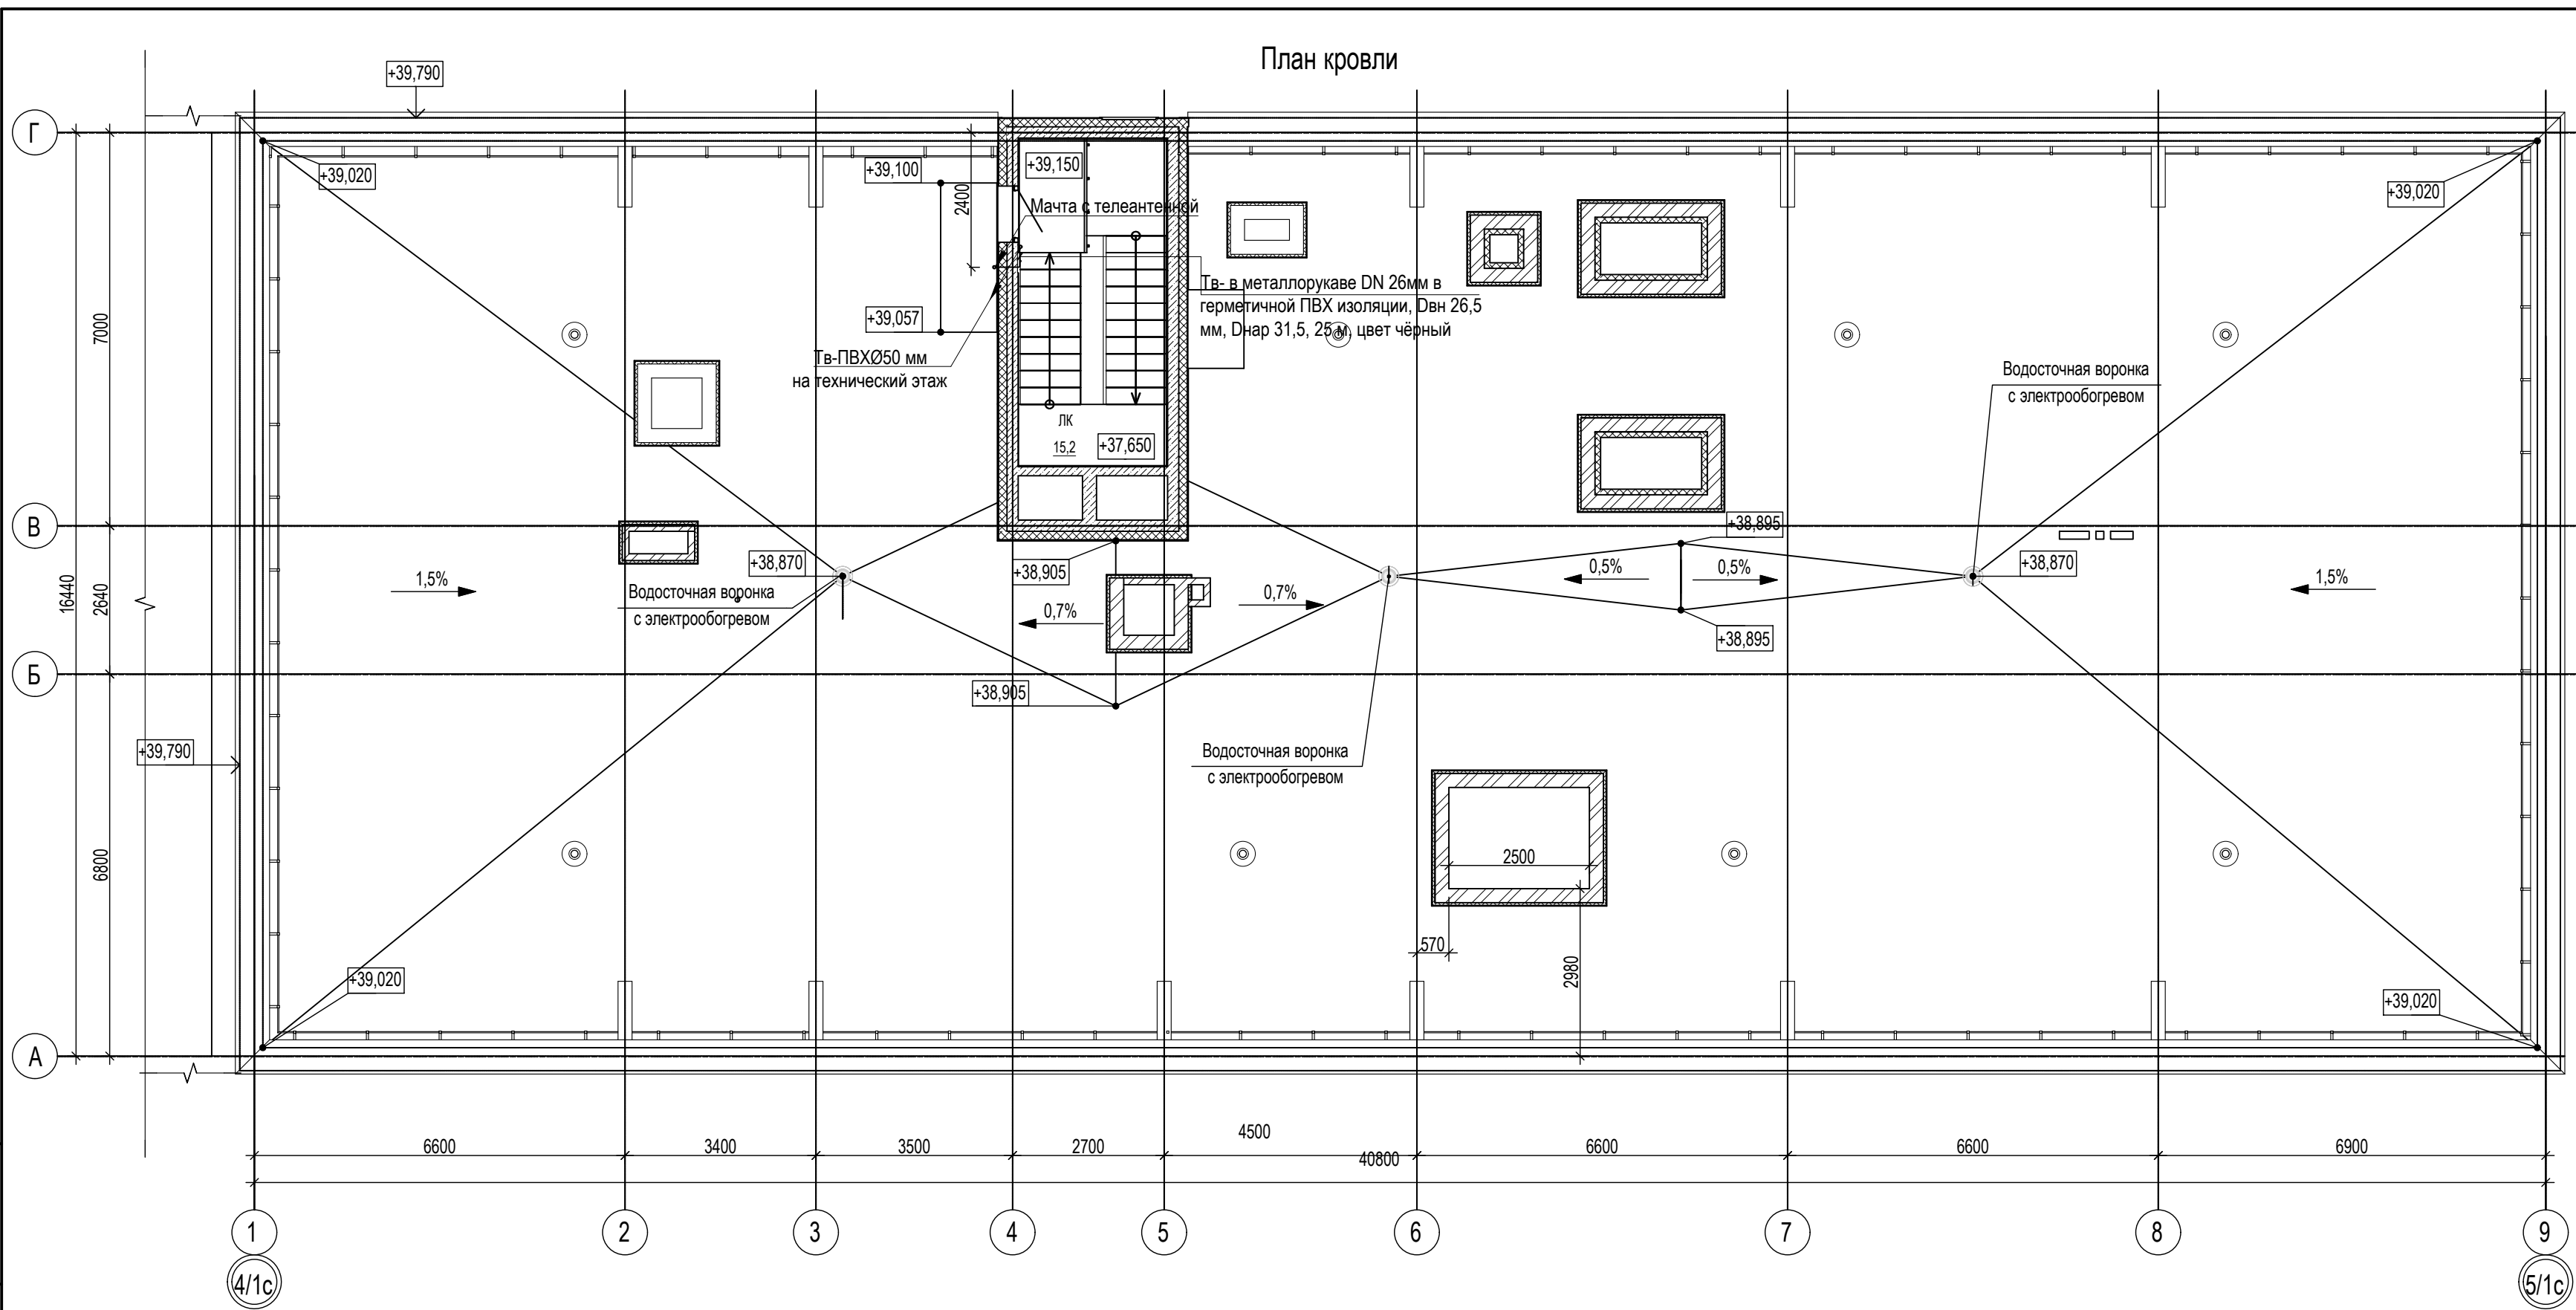 План кровли
+39,790
Г
+39,020
+39,100
+39,150
+39,020
2400
Мачта с телеантенной
Тв- в металлорукаве DN 26мм в
герметичной ПВХ изоляции, Dвн 26,5
мм, Dнар 31,5, 25 м, цвет чёрный
+39,057
7000
Тв-ПВХØ50 мм
на технический этаж
Водосточная воронка
с электрообогревом
ЛК
15,2
+37,650
В
+38,895
+38,870
+38,905
+38,870
1,5%
0,5%
0,5%
1,5%
16440
2640
Водосточная воронка
с электрообогревом
0,7%
0,7%
+38,895
Б
+38,905
+39,790
Водосточная воронка
с электрообогревом
6800
2500
570
2980
+39,020
+39,020
А
6600
3400
3500
2700
4500
6600
6600
6900
40800
1
2
3
4
5
6
7
8
9
4/1с
5/1с